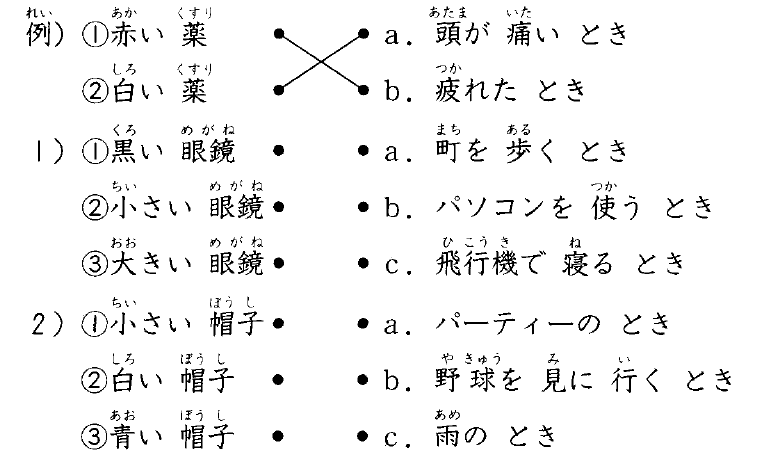 例) ①赤い 薬 ● ● a. 頭が 痛い とき
②白い 薬 ● ● b. 疲れた とき
1) ①黒い 眼鏡 ● ● a. 町を 歩く とき
②小さい 眼鏡 ● ● b. パソコンを 使う とき
③大きい 眼鏡 ● ● c. 飛行機で 寝る とき
2) ①小さい 帽子 ● ● a. パーティーの とき
②白い 帽子 ● ● b. 野球を 見に 行く とき
③青い 帽子 ● ● c. 雨の とき